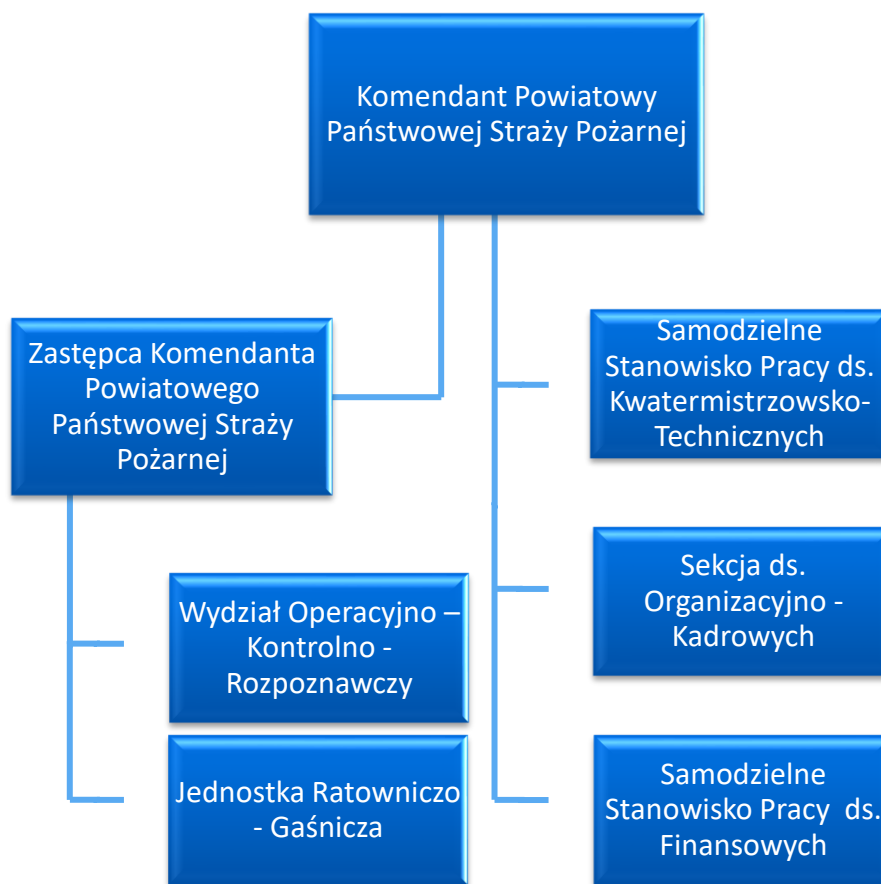 Komendant Powiatowy
Państwowej Straży Pożarnej
Zastępca Komendanta
Powiatowego
Państwowej Straży
Pożarnej
Samodzielne
Stanowisko Pracy ds.
Kwatermistrzowsko-
Technicznych
Wydział Operacyjno –
Kontrolno -
Rozpoznawczy
Sekcja ds.
Organizacyjno -
Kadrowych
Jednostka Ratowniczo
- Gaśnicza
Samodzielne
Stanowisko Pracy  ds.
Finansowych